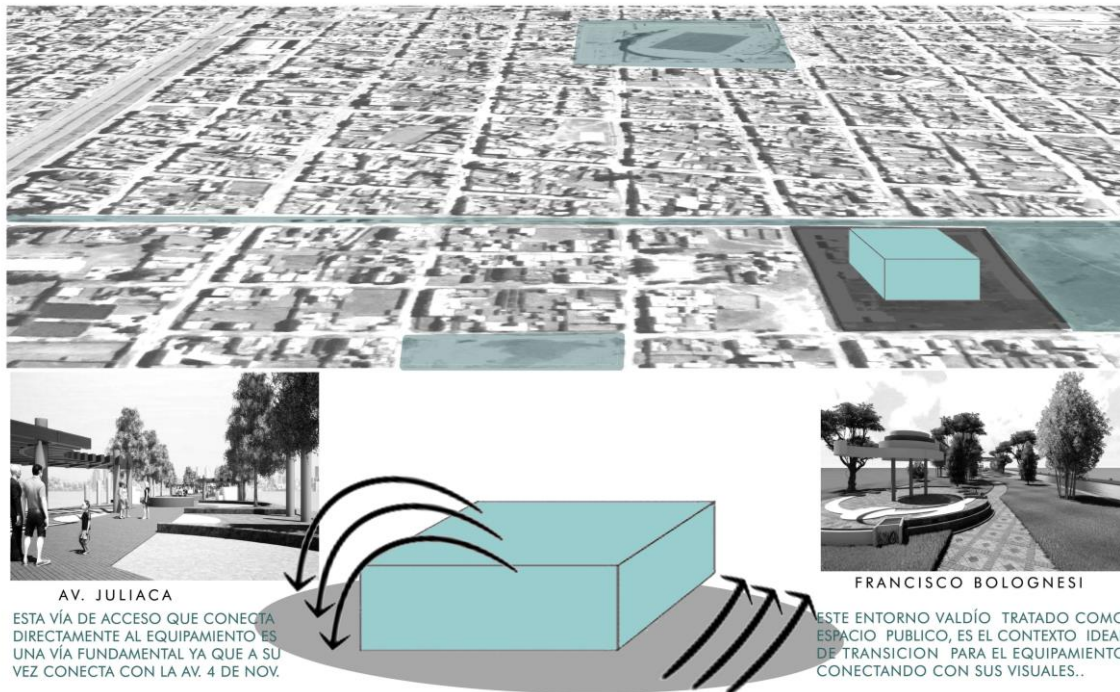 AV. JULIACA
ESTA VÍA DE ACCESO QUE CONECTA
DIRECTAMENTE AL EQUIPAMIENTO ES
UNA VÍA FUNDAMENTAL YA QUE A SU
VEZ CONECTA CON LA AV. 4 DE NOV.
FRANCISCO BOLOGNESI
ESTE ENTORNO VALDÍO TRATADO COMO
ESPACIO PUBLICO, ES EL CONTEXTO IDEA
DE TRANSICION PARA EL EQUIPAMIENTO
CONECTANDO CON SUS VISUALES..